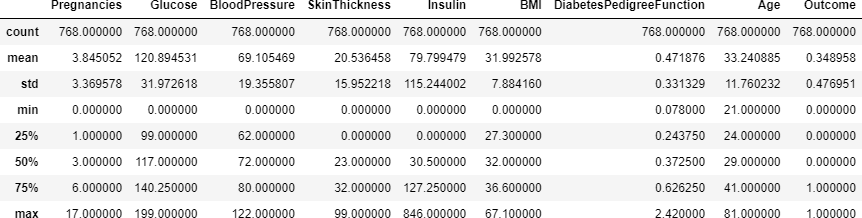 Pregnancies Glucose BloodPressure SkinThickness Insulin BMI DiabetesPedigreeFunction Age Outcome
count 768.000000 768.000000 768.000000 768.000000 768.000000 768.000000 768.000000 768.000000 768.000000
mean 3.845052 120.894531 69.105469 20.536458 79.799479 31.992578 0.471876 33.240885 0.348958
std 3.369578 31.972618 19.355807 15.952218 115.244002 7.884160 0.331329 11.760232 0.476951
min 0.000000 0.000000 0.000000 0.000000 0.000000 0.000000 0.078000 21.000000 0.000000
25% 1.000000 99.000000 62.000000 0.000000 0.000000 27.300000 0.243750 24.000000 0.000000
50% 3.000000 117.000000 72.000000 23.000000 30.500000 32.000000 0.372500 29.000000 0.000000
75% 6.000000 140.250000 80.000000 32.000000 127.250000 36.600000 0.626250 41.000000 1.000000
max 17.000000 199.000000 122.000000 99.000000 846.000000 67.100000 2.420000 81.000000 1.000000